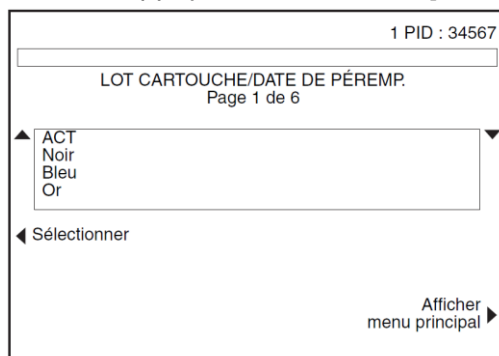 1 PID : 34567
LOT CARTOUCHE/DATE DE PÉREMP.
Page 1 de 6
ACT
Noir
Bleu
Or
Sélectionner
Afficher
menu principal